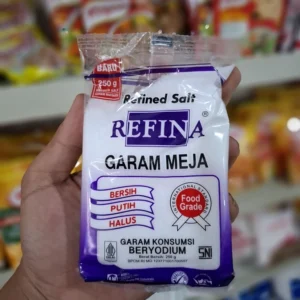 BARU
250 g
Refined Salt
REFINA®
GARAM MEJA
BERSIH
PUTIH
HALUS
Food
Grade
GARAM KONSUMSI
BERYODIUM
SNI